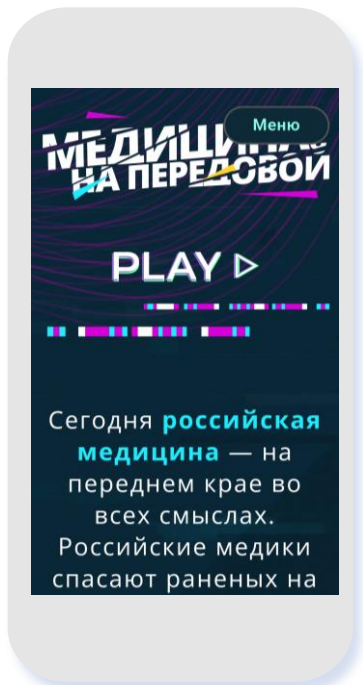 Меню
МЕДИЦИНА
НА ПЕРЕДОВОЙ
PLAY
Сегодня российская
медицина — на
переднем крае во
всех смыслах.
Российские медики
спасают раненых на